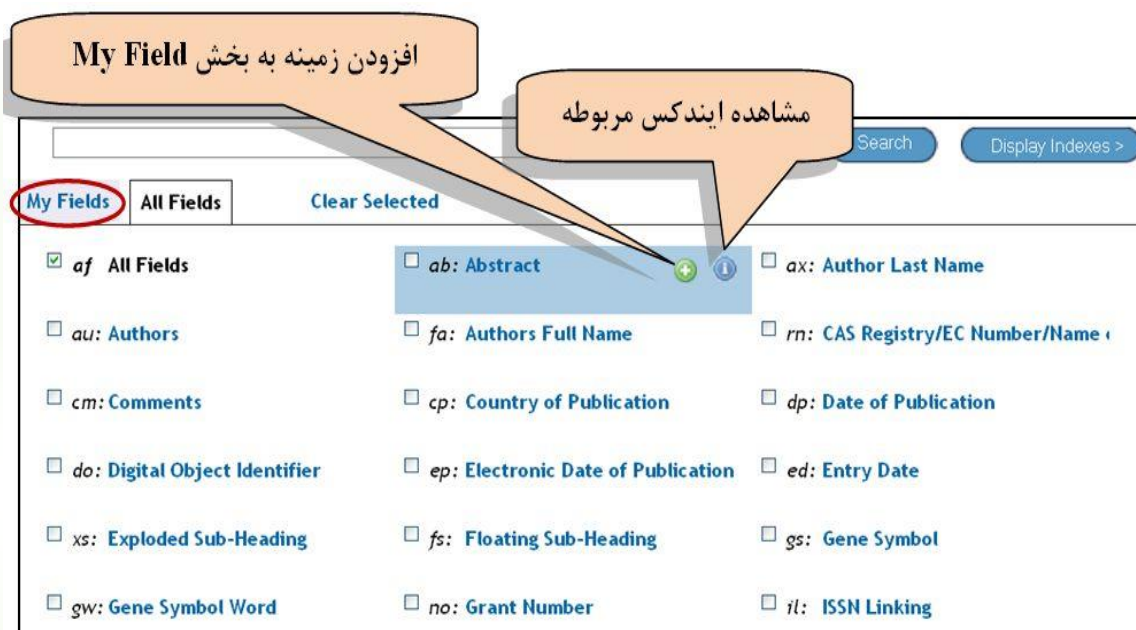 افزودن زمینه به بخش My Field
مشاهده ایندکس مربوطه
Search Display Indexes >
My Fields All Fields Clear Selected
af All Fields ab: Abstract ax: Author Last Name
au: Authors fa: Authors Full Name rn: CAS Registry/EC Number/Name
cm: Comments cp: Country of Publication dp: Date of Publication
do: Digital Object Identifier ep: Electronic Date of Publication ed: Entry Date
xs: Exploded Sub-Heading fs: Floating Sub-Heading gs: Gene Symbol
gw: Gene Symbol Word no: Grant Number il: ISSN Linking